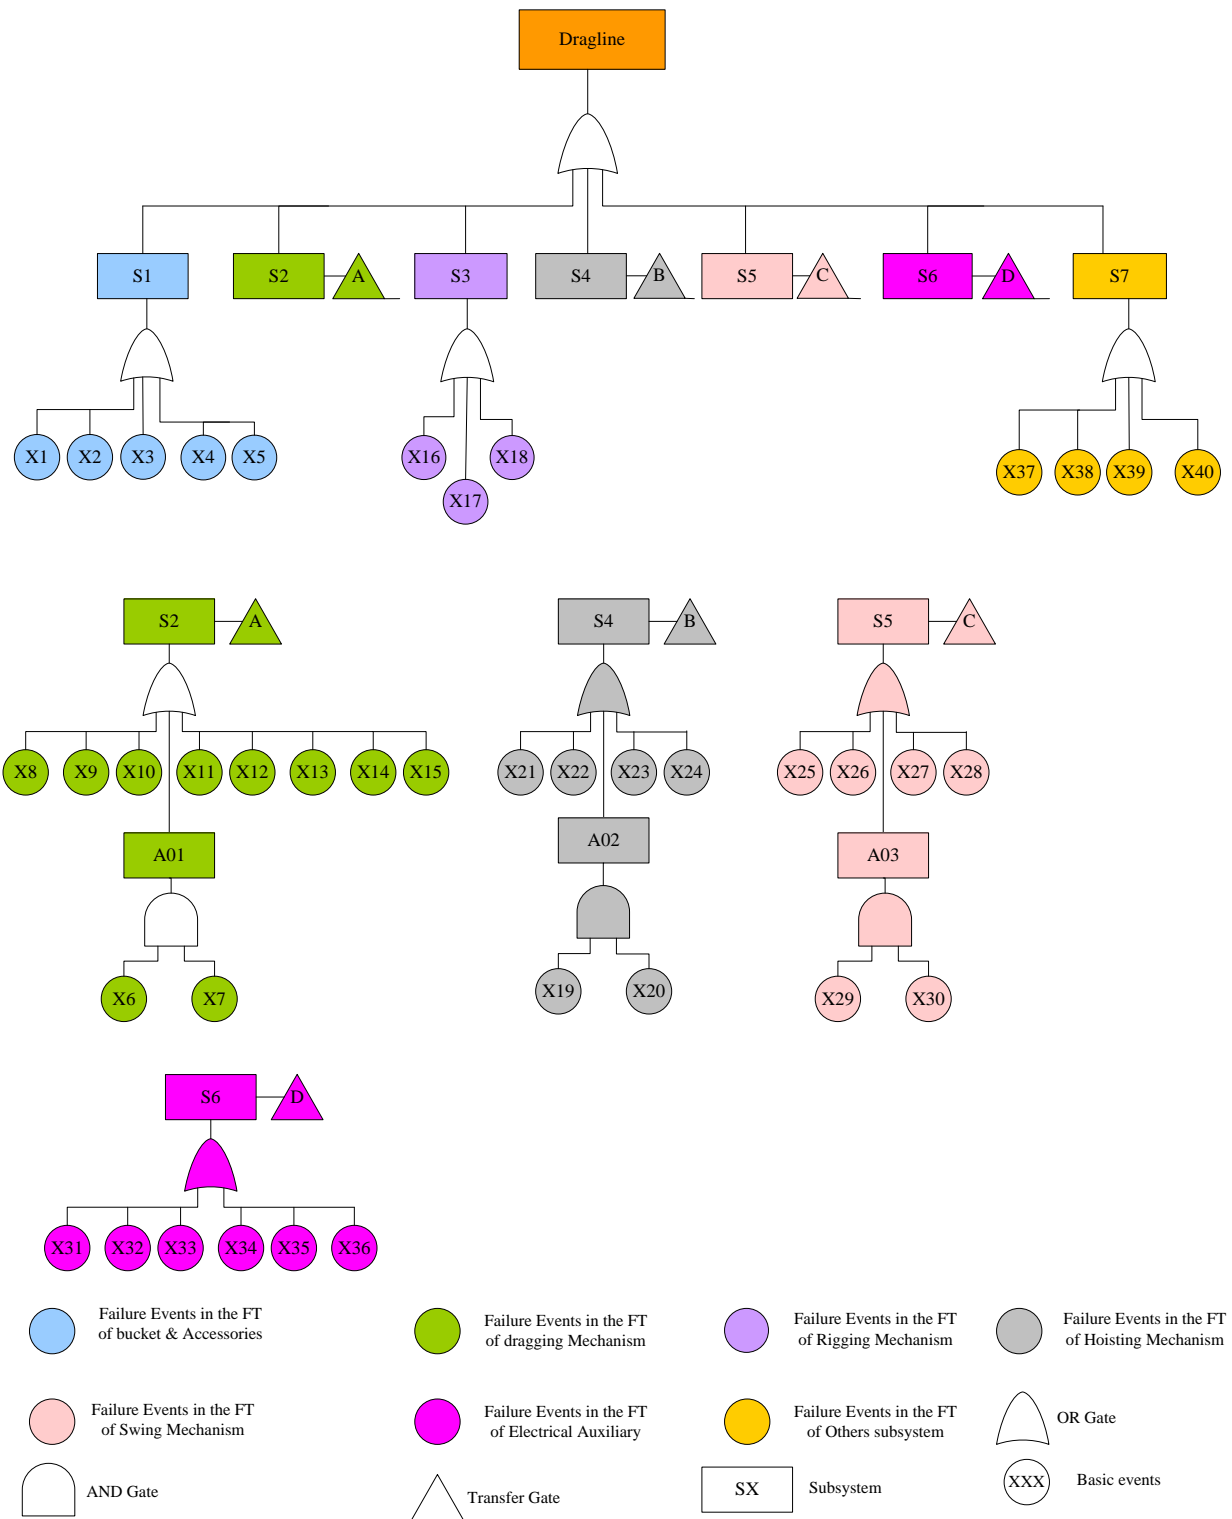 Dragline
S1
S2
A
S3
S4
B
S5
C
S6
D
S7
X1
X2
X3
X4
X5
X16
X17
X18
X37
X38
X39
X40
S2
A
X8
X9
X10
X11
X12
X13
X14
X15
A01
X6
X7
S4
B
X21
X22
X23
X24
A02
X19
X20
S5
C
X25
X26
X27
X28
A03
X29
X30
S6
D
X31
X32
X33
X34
X35
X36
Failure Events in the FT
of bucket & Accessories
Failure Events in the FT
of dragging Mechanism
Failure Events in the FT
of Rigging Mechanism
Failure Events in the FT
of Hoisting Mechanism
Failure Events in the FT
of Swing Mechanism
Failure Events in the FT
of Electrical Auxiliary
Failure Events in the FT
of Others subsystem
OR Gate
AND Gate
Transfer Gate
SX
Subsystem
XXX
Basic events